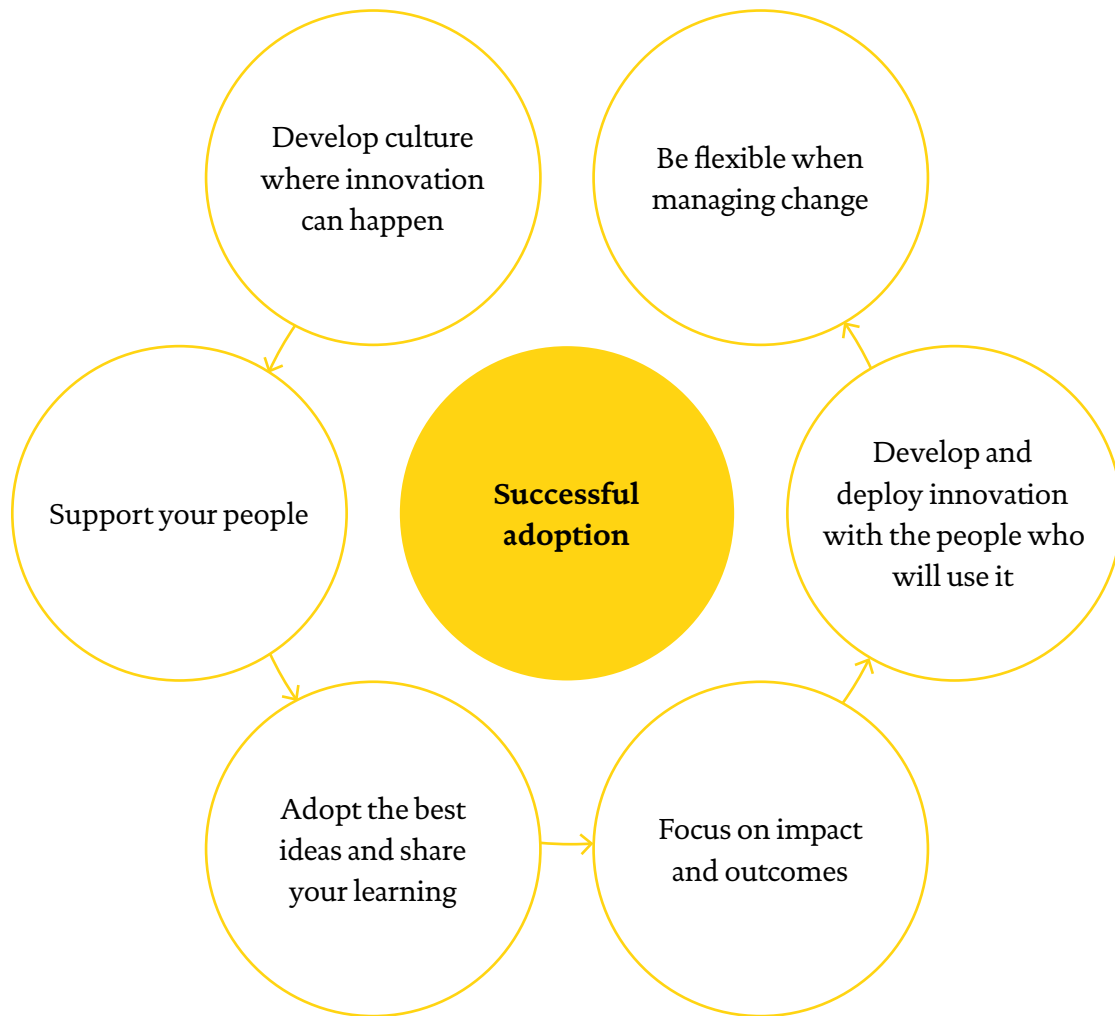 Develop culture
where innovation
can happen
Be flexible when
managing change
Support your people
Successful
adoption
Develop and
deploy innovation
with the people who
will use it
Adopt the best
ideas and share
your learning
Focus on impact
and outcomes